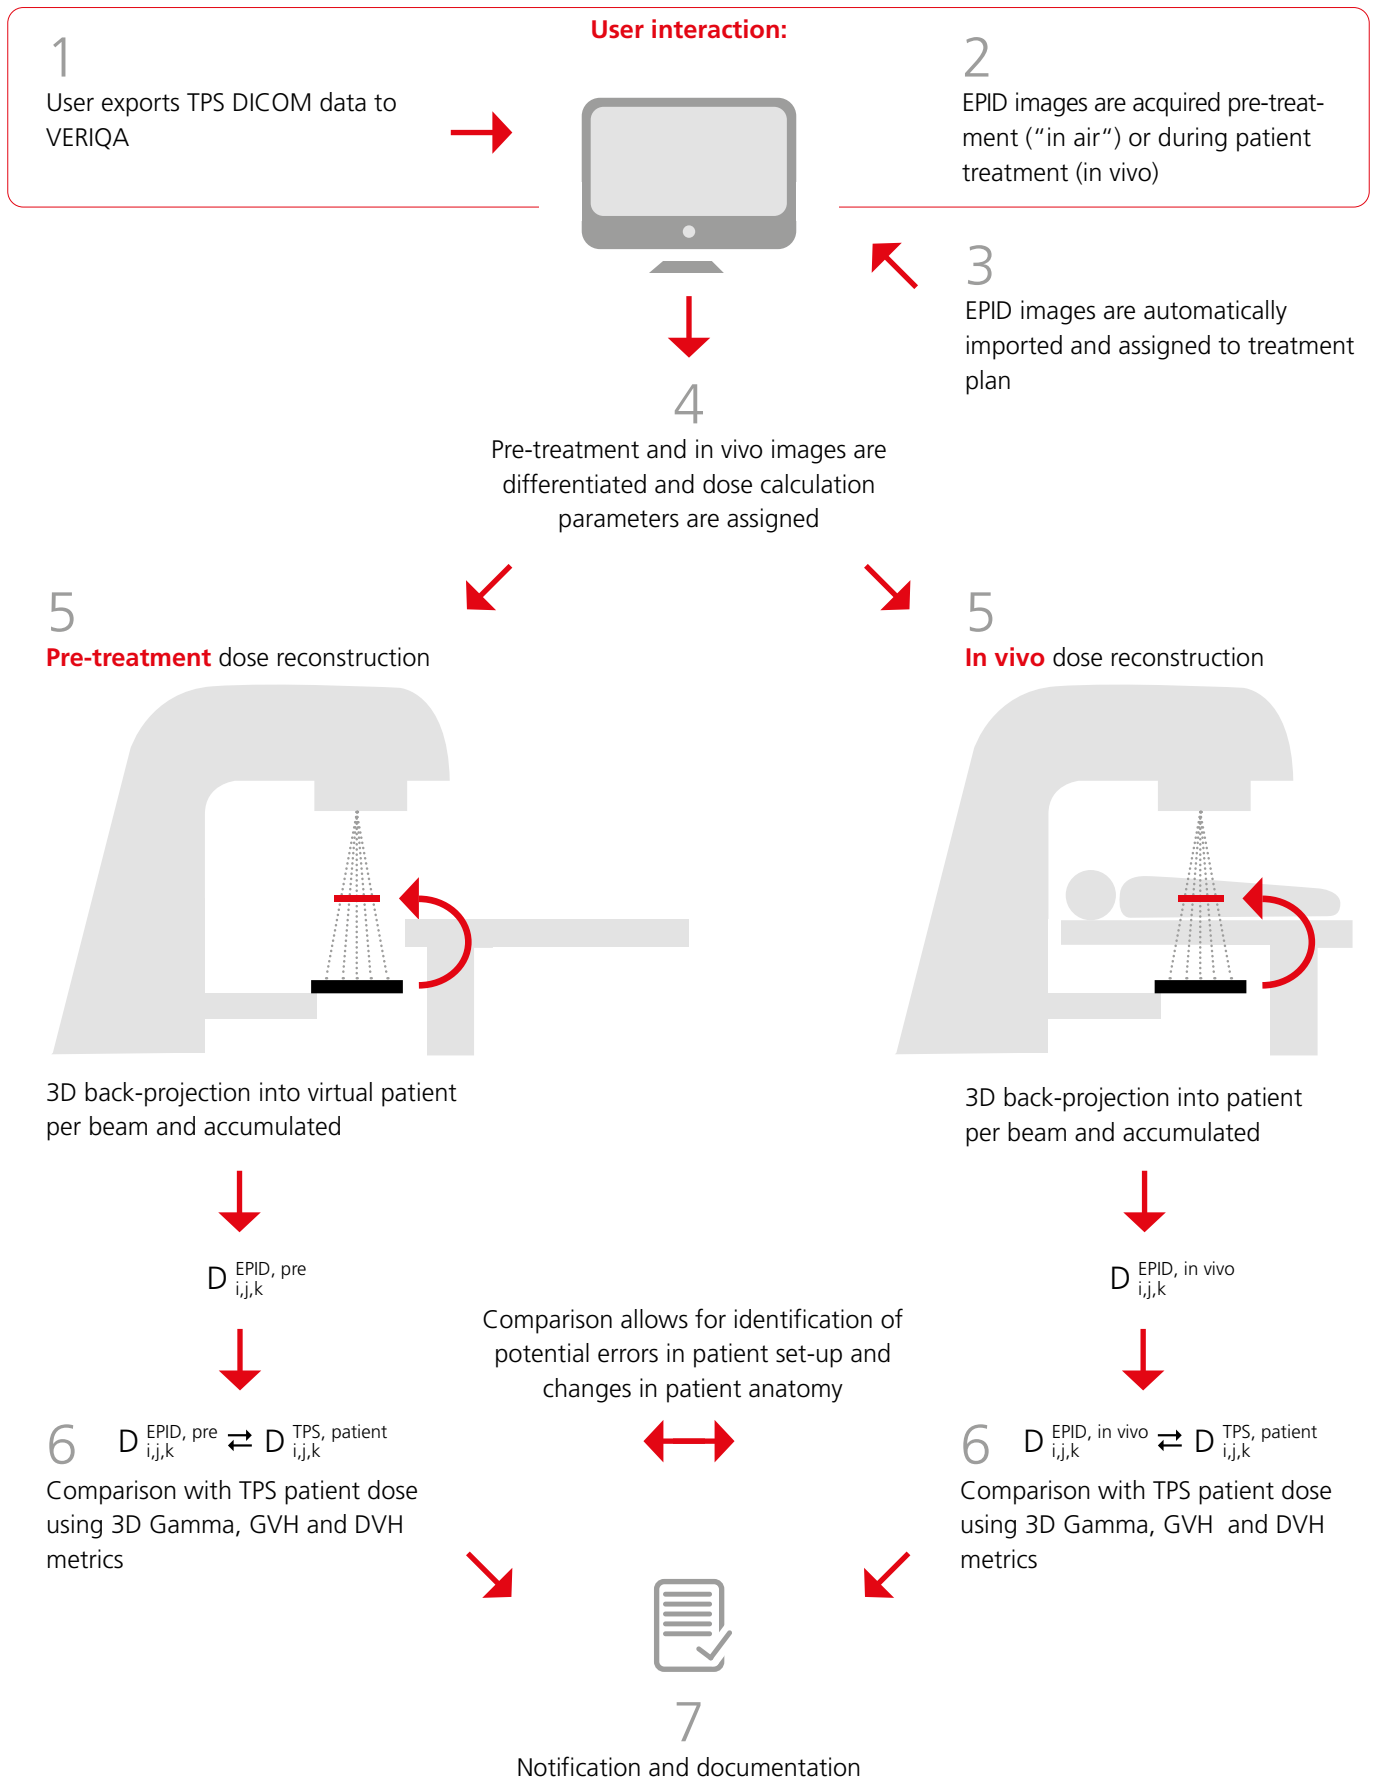 User interaction:
1
User exports TPS DICOM data to
VERIQA
2
EPID images are acquired pre-treat-
ment (“in air“) or during patient
treatment (in vivo)
3
EPID images are automatically
imported and assigned to treatment
plan
4
Pre-treatment and in vivo images are
differentiated and dose calculation
parameters are assigned
5
Pre-treatment dose reconstruction
5
In vivo dose reconstruction
3D back-projection into virtual patient
per beam and accumulated
3D back-projection into patient
per beam and accumulated
D EPID, pre
i,j,k
D EPID, in vivo
i,j,k
Comparison allows for identification of
potential errors in patient set-up and
changes in patient anatomy
6 D EPID, pre ⇄ D TPS, patient
i,j,k i,j,k
Comparison with TPS patient dose
using 3D Gamma, GVH and DVH
metrics
6 D EPID, in vivo ⇄ D TPS, patient
i,j,k i,j,k
Comparison with TPS patient dose
using 3D Gamma, GVH and DVH
metrics
7
Notification and documentation